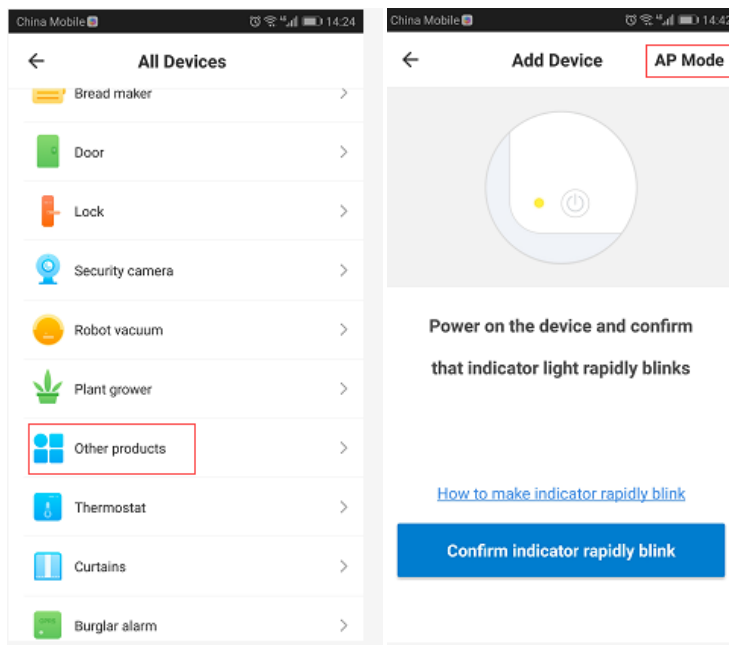 China Mobile
14:24
All Devices
Bread maker
Door
Lock
Security camera
Robot vacuum
Plant grower
Other products
Thermostat
Curtains
Burglar alarm
China Mobile
14:42
Add Device
AP Mode
Power on the device and confirm
that indicator light rapidly blinks
How to make indicator rapidly blink
Confirm indicator rapidly blink